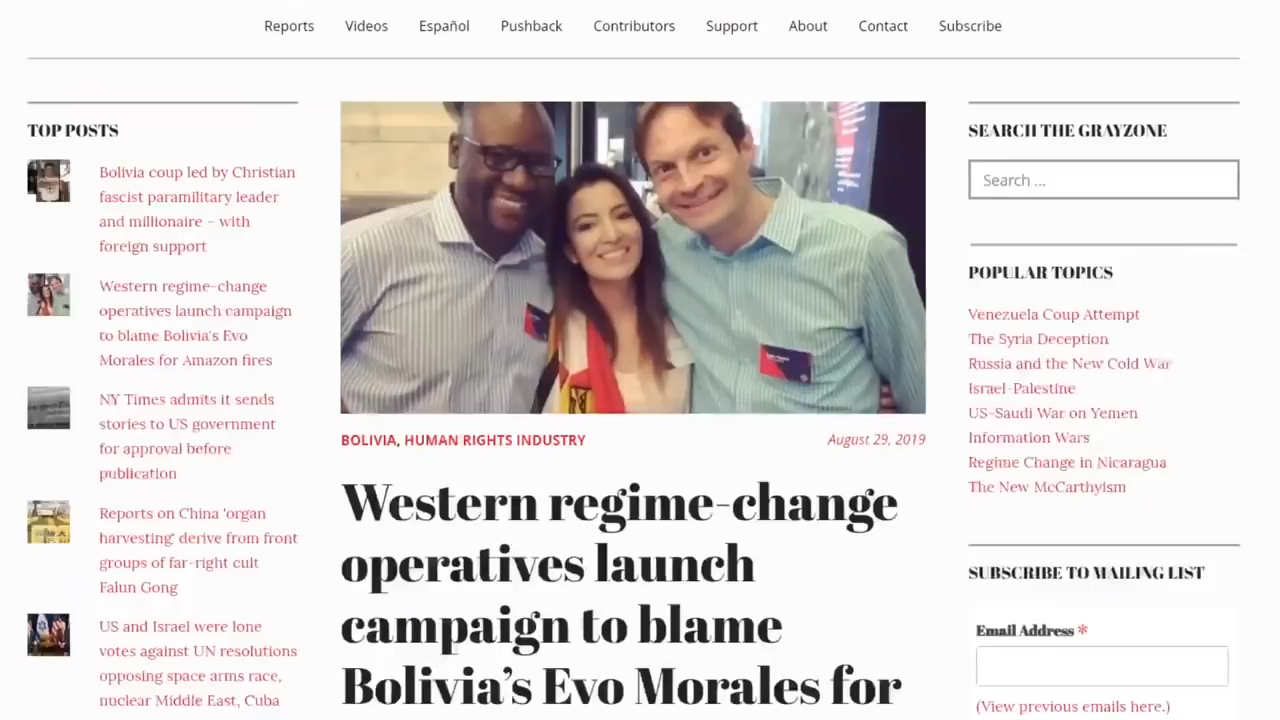 Reports Videos Español Pushback Contributors Support About Contact Subscribe
TOP POSTS
Bolivia coup led by Christian
fascist paramilitary leader
and millionaire – with
foreign support
Western regime-change
operatives launch campaign
to blame Bolivia's Evo
Morales for Amazon fires
NY Times admits it sends
stories to US government
for approval before
publication
Reports on China 'organ
harvesting' derive from front
groups of far-right cult
Falun Gong
US and Israel were lone
votes against UN resolutions
opposing space arms race,
nuclear Middle East, Cuba
BOLIVIA, HUMAN RIGHTS INDUSTRY
August 29, 2019
Western regime-change
operatives launch
campaign to blame
Bolivia's Evo Morales for
SEARCH THE GRAYZONE
Search ...
POPULAR TOPICS
Venezuela Coup Attempt
The Syria Deception
Russia and the New Cold War
Israel-Palestine
US-Saudi War on Yemen
Information Wars
Regime Change in Nicaragua
The New McCarthyism
SUBSCRIBE TO MAILING LIST
Email Address *
(View previous emails here.)